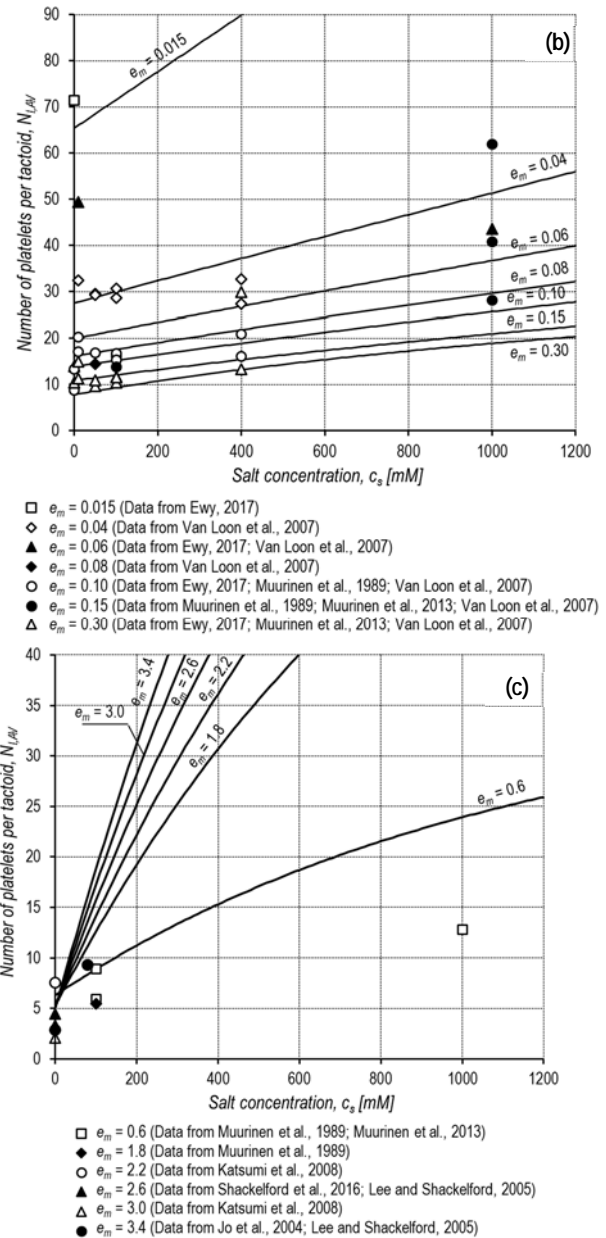 (b)
Number of platelets per tactoid, N_l,AV
90
80
70
60
50
40
30
20
10
0
e_m = 0.015
e_m = 0.04
e_m = 0.06
e_m = 0.08
e_m = 0.10
e_m = 0.15
e_m = 0.30
0 200 400 600 800 1000 1200
Salt concentration, c_s [mM]
e_m = 0.015 (Data from Ewy, 2017)
e_m = 0.04 (Data from Van Loon et al., 2007)
e_m = 0.06 (Data from Ewy, 2017; Van Loon et al., 2007)
e_m = 0.08 (Data from Van Loon et al., 2007)
e_m = 0.10 (Data from Ewy, 2017; Muurinen et al., 1989; Van Loon et al., 2007)
e_m = 0.15 (Data from Muurinen et al., 1989; Muurinen et al., 2013; Van Loon et al., 2007)
e_m = 0.30 (Data from Ewy, 2017; Muurinen et al., 2013; Van Loon et al., 2007)
(c)
Number of platelets per tactoid, N_l,AV
40
35
30
25
20
15
10
5
0
e_m = 3.4
e_m = 2.6
e_m = 2.2
e_m = 3.0
e_m = 1.8
e_m = 0.6
0 200 400 600 800 1000 1200
Salt concentration, c_s [mM]
e_m = 0.6 (Data from Muurinen et al., 1989; Muurinen et al., 2013)
e_m = 1.8 (Data from Muurinen et al., 1989)
e_m = 2.2 (Data from Katsumi et al., 2008)
e_m = 2.6 (Data from Shackelford et al., 2016; Lee and Shackelford, 2005)
e_m = 3.0 (Data from Katsumi et al., 2008)
e_m = 3.4 (Data from Jo et al., 2004; Lee and Shackelford, 2005)